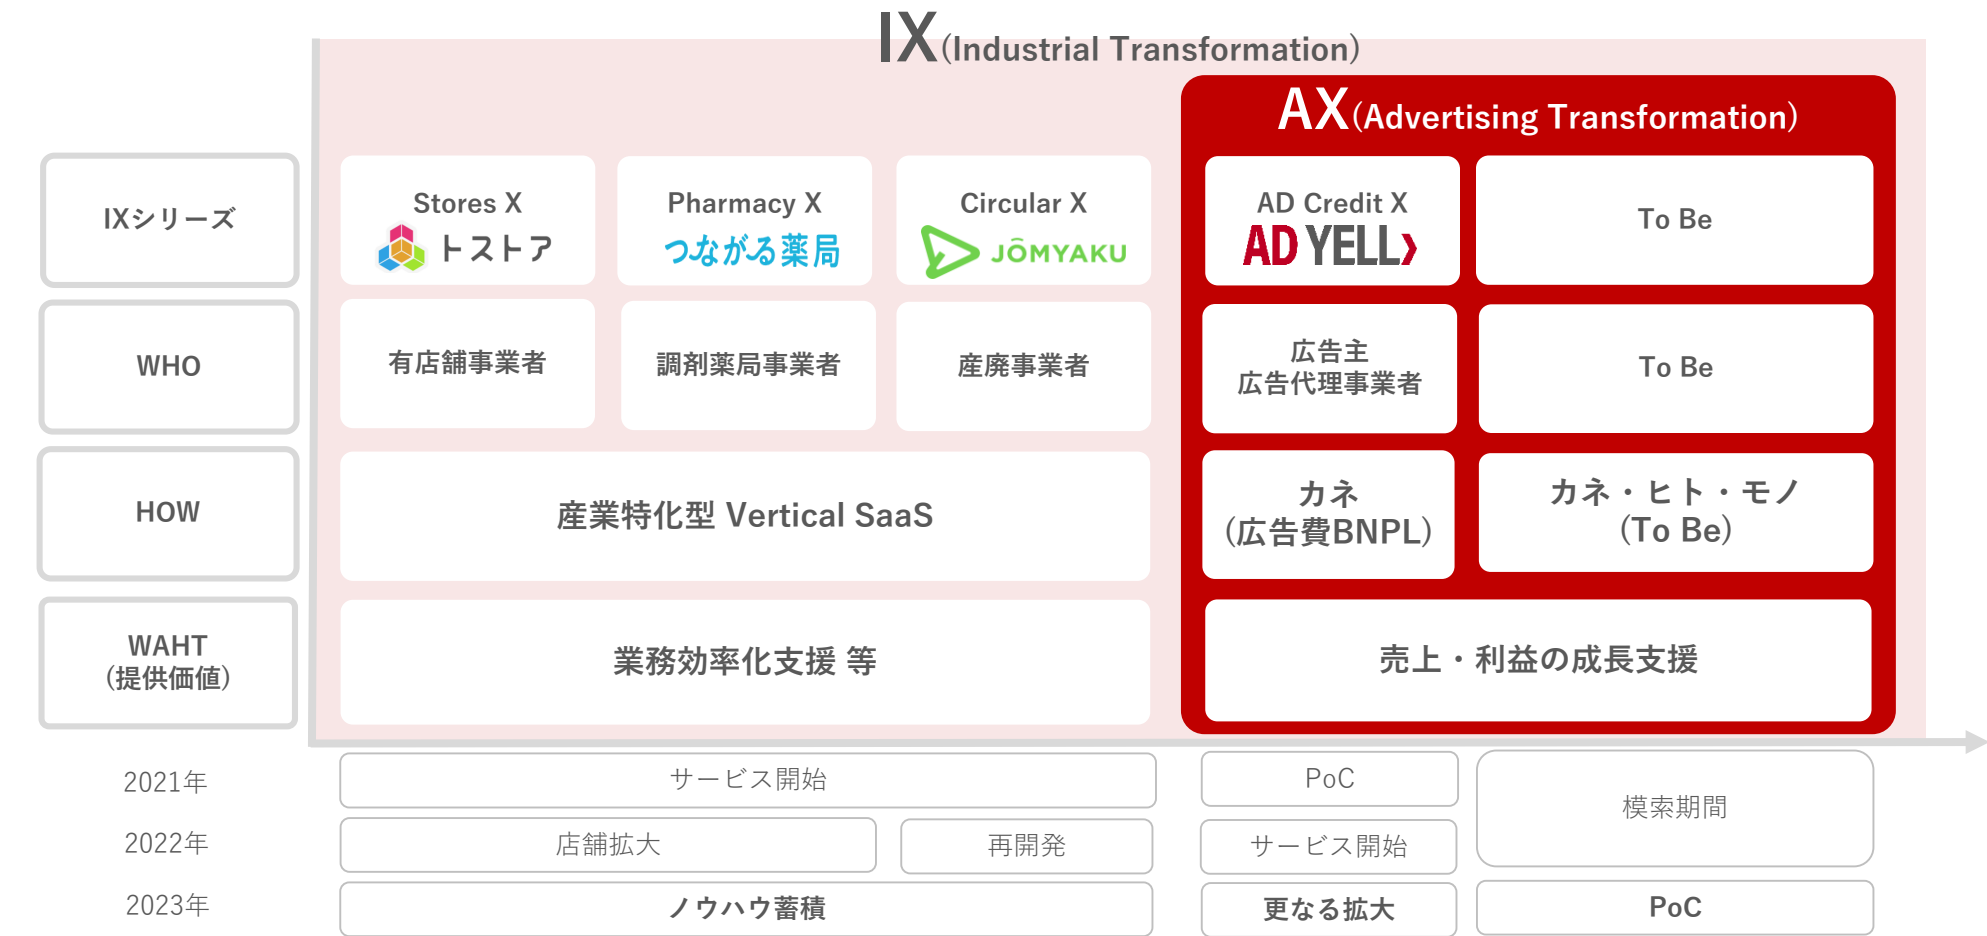 IX(Industrial Transformation)
AX(Advertising Transformation)
IXシリーズ
Stores X
トストア
Pharmacy X
つながる薬局
Circular X
JŌMYAKU
AD Credit X
AD YELL
To Be
WHO
有店舗事業者
調剤薬局事業者
産廃事業者
広告主
広告代理事業者
To Be
HOW
産業特化型 Vertical SaaS
カネ
(広告費BNPL)
カネ・ヒト・モノ
(To Be)
WAHT
(提供価値)
業務効率化支援 等
売上・利益の成長支援
2021年
サービス開始
PoC
模索期間
2022年
店舗拡大
再開発
サービス開始
2023年
ノウハウ蓄積
更なる拡大
PoC